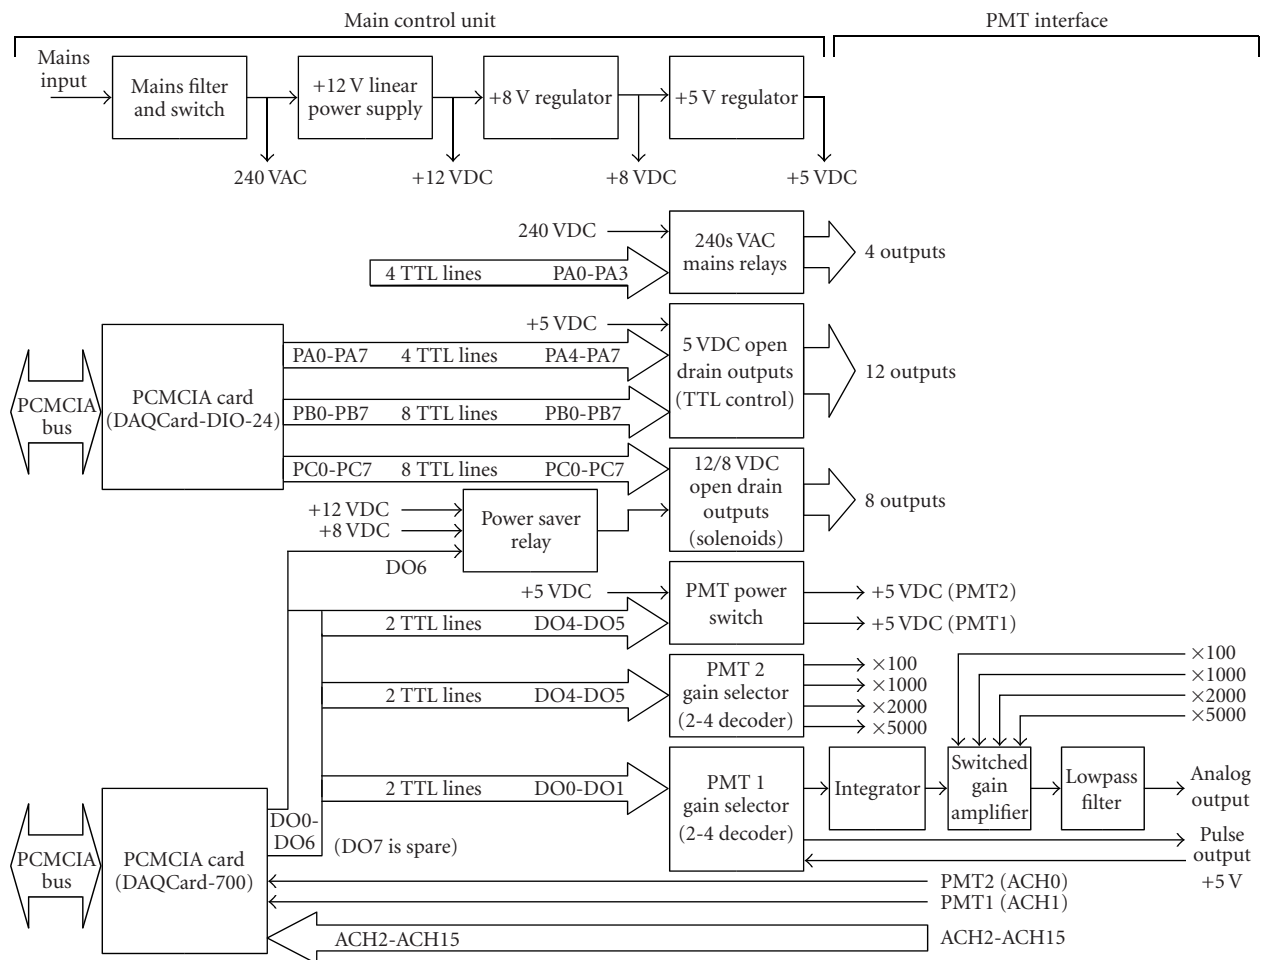 Main control unit
PMT interface
Mains
input
Mains filter
and switch
+12 V linear
power supply
+8 V regulator
+5 V regulator
240 VAC
+12 VDC
+8 VDC
+5 VDC
240 VDC
4 TTL lines
PA0-PA3
240s VAC
mains relays
4 outputs
+5 VDC
PA0-PA7
4 TTL lines
PA4-PA7
5 VDC open
drain outputs
(TTL control)
12 outputs
PCMCIA
bus
PCMCIA card
(DAQCard-DIO-24)
PB0-PB7
8 TTL lines
PB0-PB7
PC0-PC7
8 TTL lines
PC0-PC7
12/8 VDC
open drain
outputs
(solenoids)
8 outputs
+12 VDC
+8 VDC
DO6
Power saver
relay
+5 VDC
2 TTL lines
DO4-DO5
PMT power
switch
+5 VDC (PMT2)
+5 VDC (PMT1)
2 TTL lines
DO4-DO5
PMT 2
gain selector
(2-4 decoder)
×100
×1000
×2000
×5000
×100
×1000
×2000
×5000
2 TTL lines
DO0-DO1
PMT 1
gain selector
(2-4 decoder)
Integrator
Switched
gain
amplifier
Lowpass
filter
Analog
output
Pulse
output
+5 V
DO0-
DO6
(DO7 is spare)
PCMCIA
bus
PCMCIA card
(DAQCard-700)
PMT2 (ACH0)
PMT1 (ACH1)
ACH2-ACH15
ACH2-ACH15